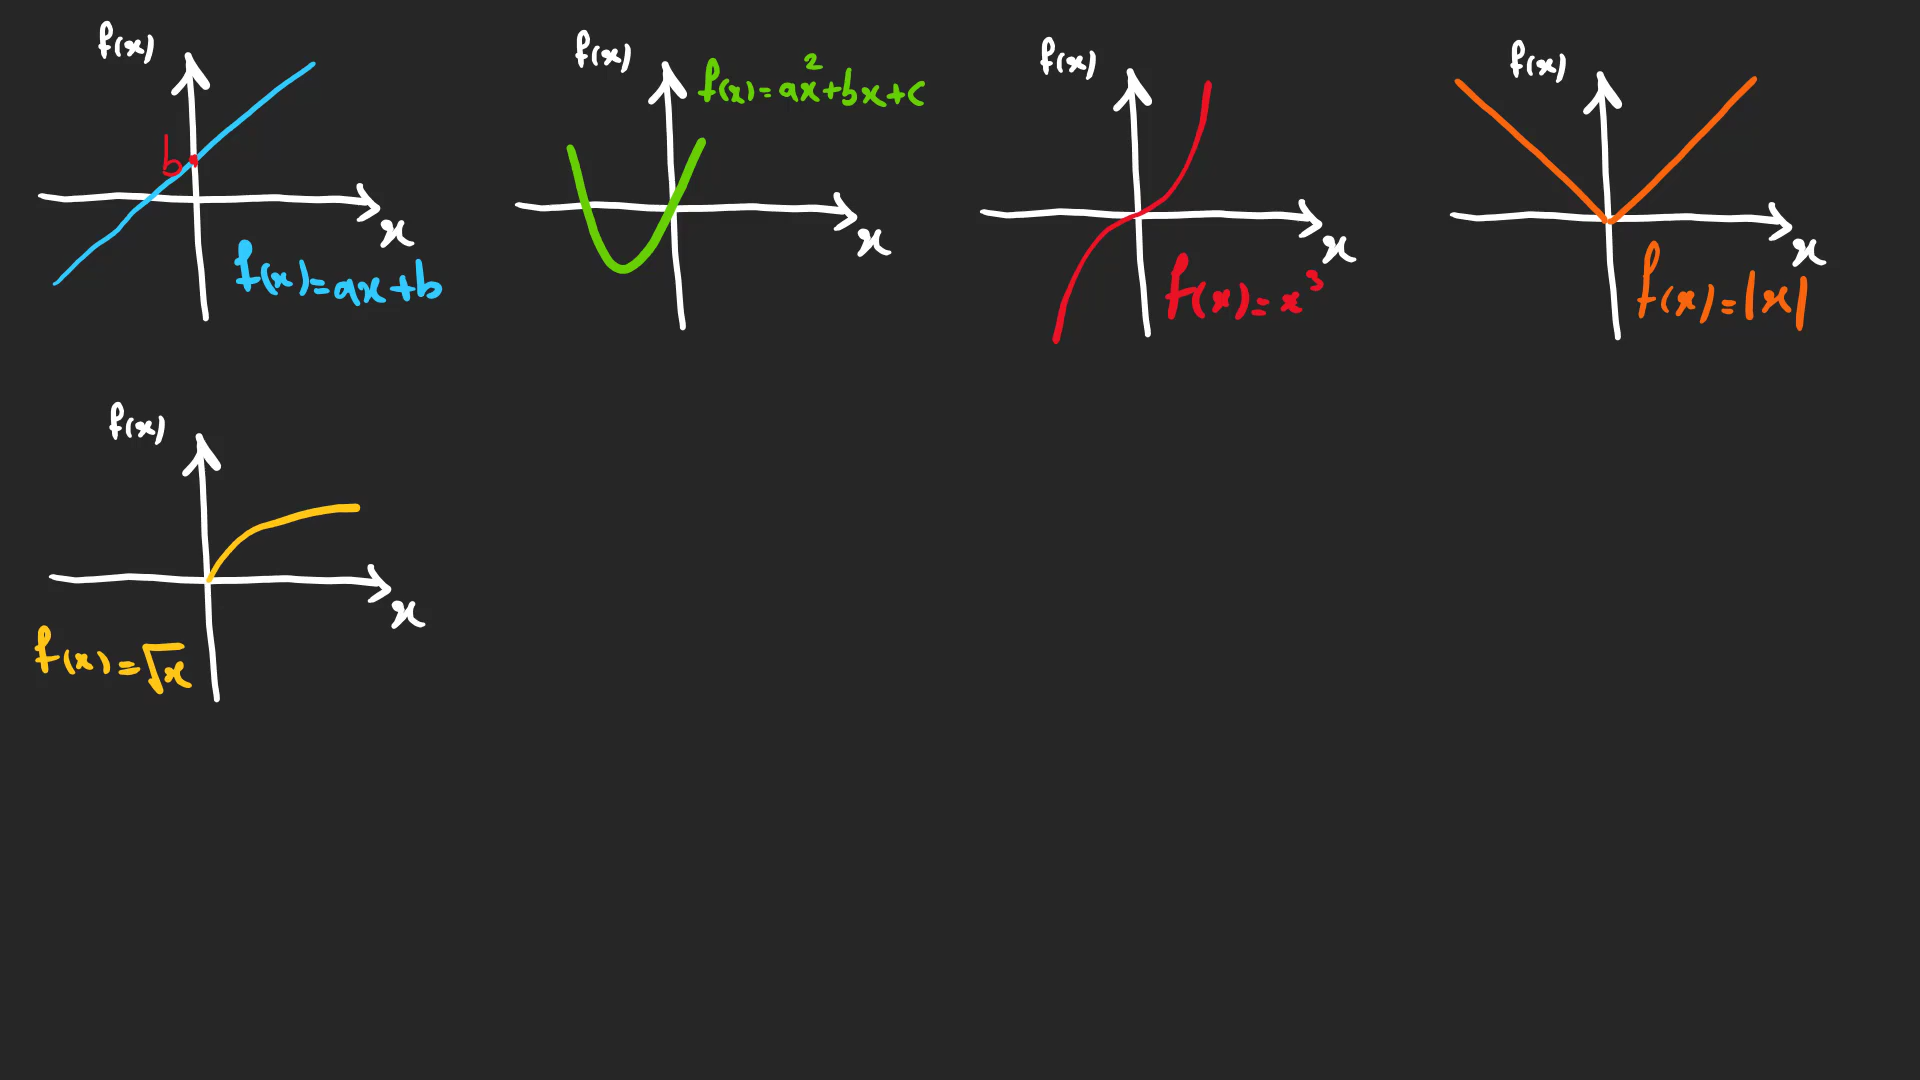 f(x)
b
x
f(x)=ax+b
f(x)
f(x)=ax²+bx+c
x
f(x)
x
f(x)=x³
f(x)
x
f(x)=|x|
f(x)
x
f(x)=√x